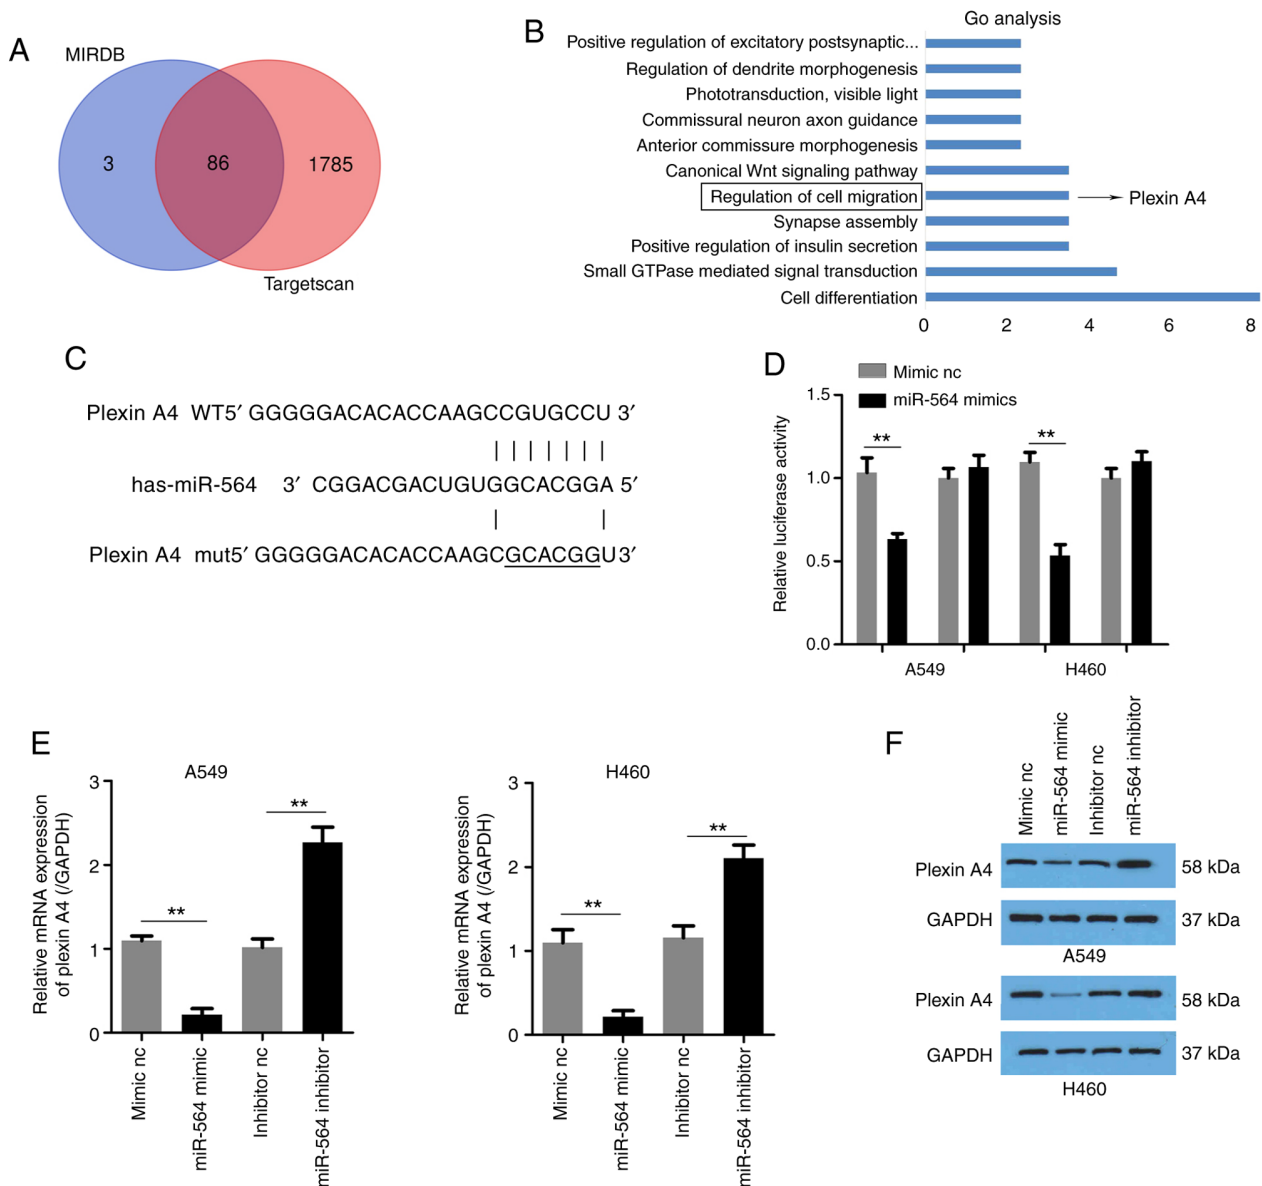 A
MIRDB
3
86
1785
Targetscan
B
Go analysis
Positive regulation of excitatory postsynaptic...
Regulation of dendrite morphogenesis
Phototransduction, visible light
Commissural neuron axon guidance
Anterior commissure morphogenesis
Canonical Wnt signaling pathway
Regulation of cell migration
Plexin A4
Synapse assembly
Positive regulation of insulin secretion
Small GTPase mediated signal transduction
Cell differentiation
0 2 4 6 8
C
Plexin A4 WT5′ GGGGGACACACCAAGCCGUGCCU 3′
has-miR-564 3′ CGGACGACUGUGGCACGGA 5′
Plexin A4 mut5′ GGGGGACACACCAAGCGCACGGU3′
D
Mimic nc
miR-564 mimics
Relative luciferase activity
1.5
1.0
0.5
0.0
**
**
A549
H460
E
A549
Relative mRNA expression
of plexin A4 (/GAPDH)
3
2
1
0
**
**
Mimic nc
miR-564 mimic
Inhibitor nc
miR-564 inhibitor
H460
Relative mRNA expression
of plexin A4 (/GAPDH)
3
2
1
0
**
**
Mimic nc
miR-564 mimic
Inhibitor nc
miR-564 inhibitor
F
Mimic nc
miR-564 mimic
Inhibitor nc
miR-564 inhibitor
Plexin A4 58 kDa
GAPDH 37 kDa
A549
Plexin A4 58 kDa
GAPDH 37 kDa
H460